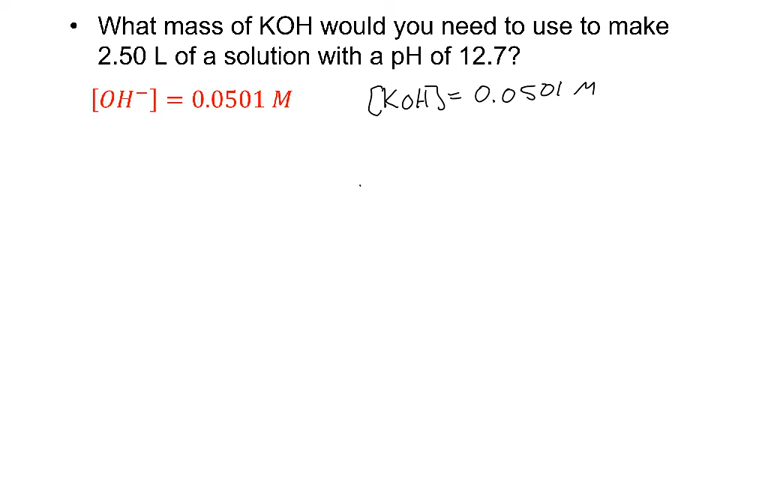 • What mass of KOH would you need to use to make
2.50 L of a solution with a pH of 12.7?
[OH⁻] = 0.0501 M [KOH] = 0.0501 M